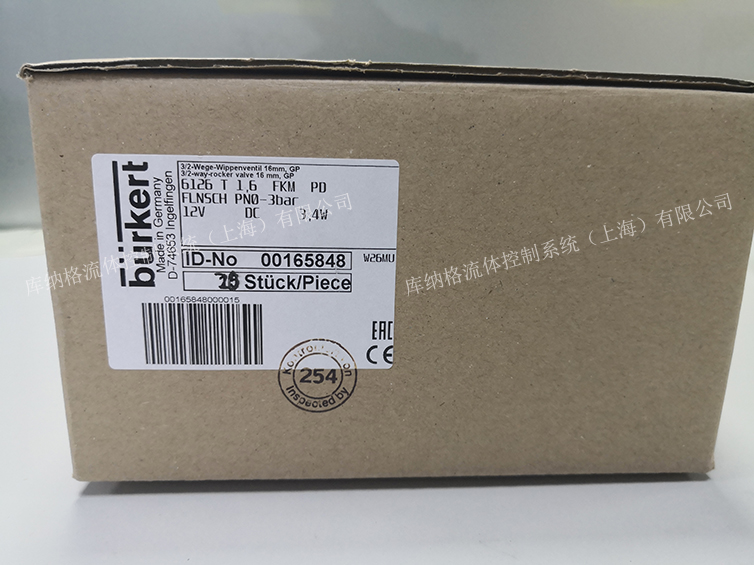 bürkert
Made in Germany
D-74653 Ingelfingen
3/2-Wege-Wippenventil 16mm, GP
3/2-way-rocker valve 16 mm, GP
6126 T 1,6 FKM PD
FLNSCH PN0-3bar
12V DC 3,4W
ID-No 00165848
W26MU
Stück/Piece
00165848000015
EAC
CE
254
Inspected by
库纳格流体控制系统（上海）有限公司
库纳格流体控制系统（上海）有限公司